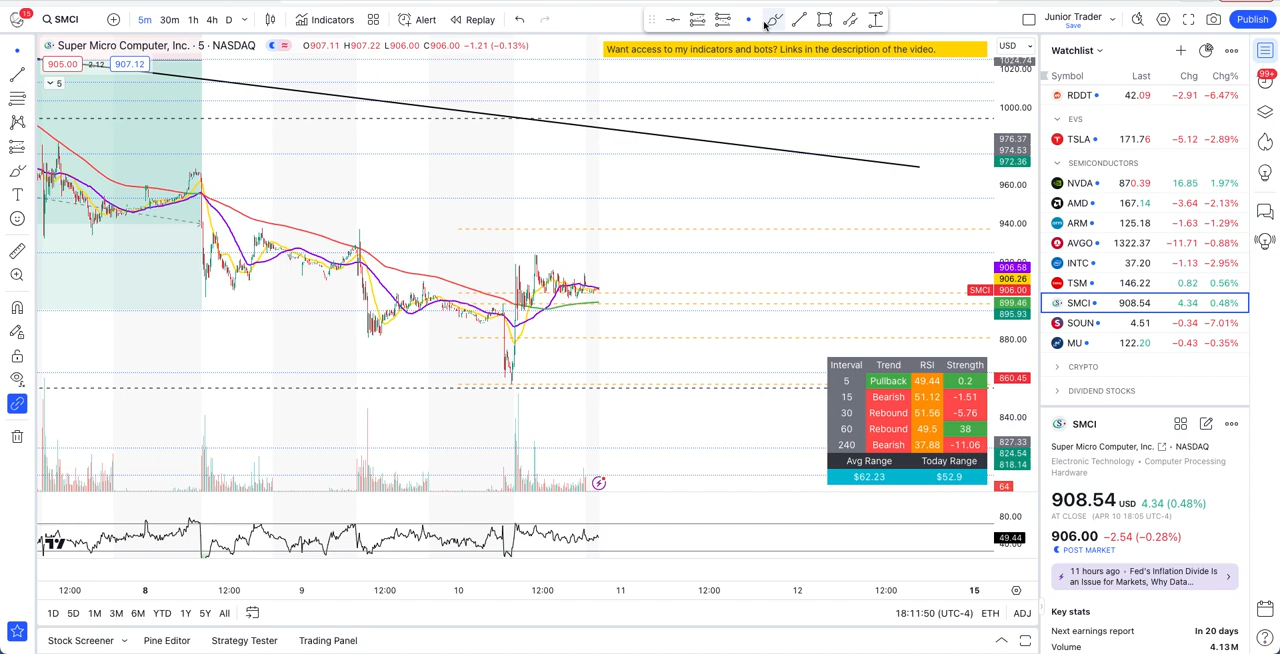 15
SMCI
5m 30m 1h 4h D
Indicators
Alert
Replay
Junior Trader
Save
Publish
Super Micro Computer, Inc. · 5 · NASDAQ
O907.11 H907.22 L906.00 C906.00 −1.21 (−0.13%)
905.00 2.12 907.12
5
Want access to my indicators and bots? Links in the description of the video.
USD
1024.74
1020.00
1000.00
976.37
974.53
972.36
960.00
940.00
906.58
906.26
SMCI 906.00
899.46
895.93
880.00
860.45
840.00
827.33
824.54
818.14
64
80.00
49.44
Interval Trend RSI Strength
5 Pullback 49.44 0.2
15 Bearish 51.12 -1.51
30 Rebound 51.56 -5.76
60 Rebound 49.5 38
240 Bearish 37.88 -11.06
Avg Range Today Range
$62.23 $52.9
12:00 8 12:00 9 12:00 10 12:00 11 12:00 12 12:00 15
1D 5D 1M 3M 6M YTD 1Y 5Y All
18:11:50 (UTC-4) ETH ADJ
Stock Screener Pine Editor Strategy Tester Trading Panel
Watchlist
Symbol Last Chg Chg%
RDDT 42.09 −2.91 −6.47%
EVS
TSLA 171.76 −5.12 −2.89%
SEMICONDUCTORS
NVDA 870.39 16.85 1.97%
AMD 167.14 −3.64 −2.13%
ARM 125.18 −1.63 −1.29%
AVGO 1322.37 −11.71 −0.88%
INTC 37.20 −1.13 −2.95%
TSM 146.22 0.82 0.56%
SMCI 908.54 4.34 0.48%
SOUN 4.51 −0.34 −7.01%
MU 122.20 −0.43 −0.35%
CRYPTO
DIVIDEND STOCKS
SMCI
Super Micro Computer, Inc. · NASDAQ
Electronic Technology • Computer Processing
Hardware
908.54 USD 4.34 (0.48%)
AT CLOSE (APR 10 18:05 UTC-4)
906.00 −2.54 (−0.28%)
POST MARKET
11 hours ago • Fed's Inflation Divide Is
an Issue for Markets, Why Data...
Key stats
Next earnings report In 20 days
Volume 4.13M
99+